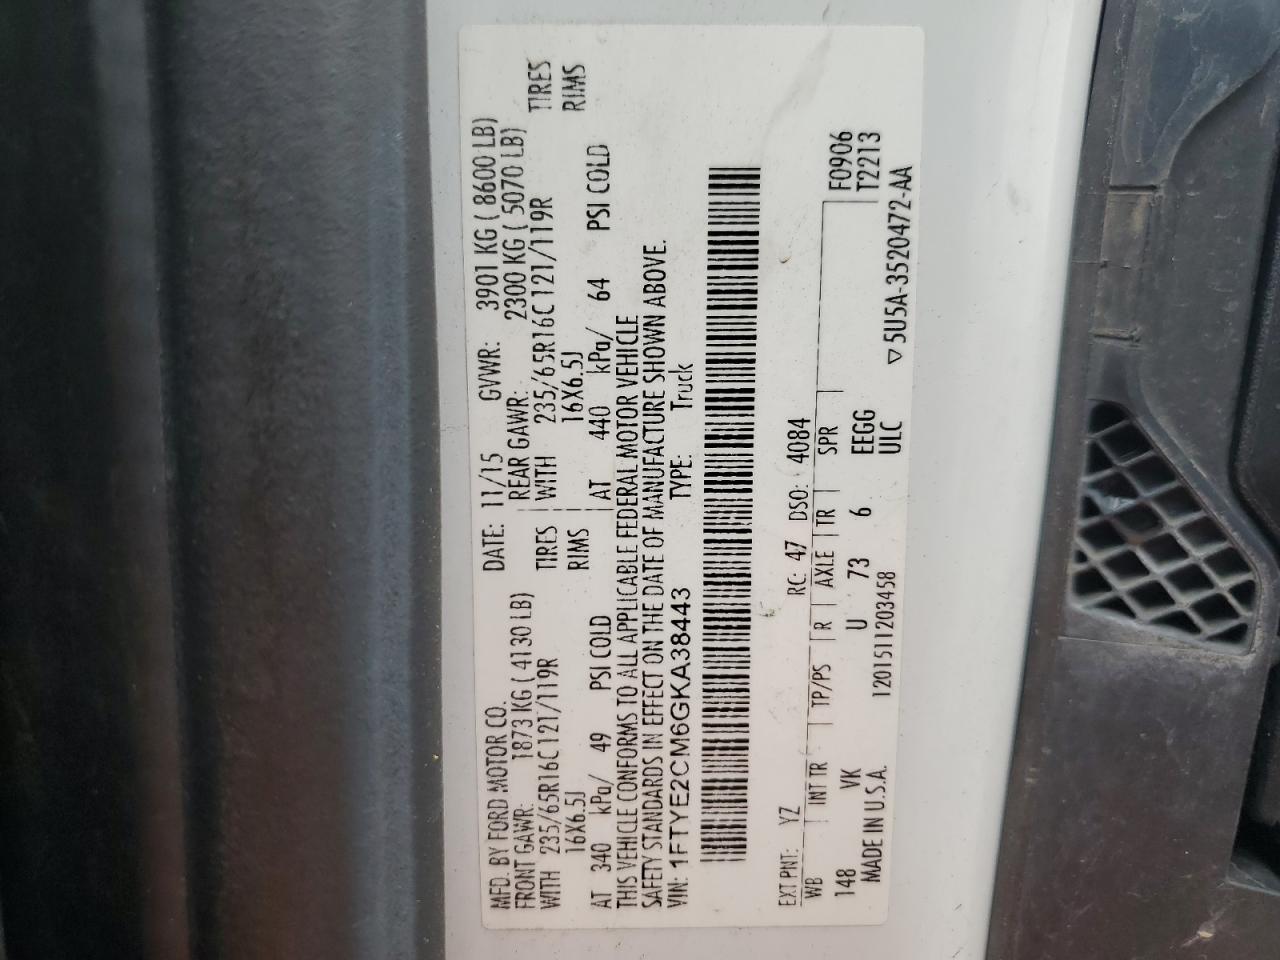 MFD. BY FORD MOTOR CO. DATE: 11/15 GVWR: 3901 KG ( 8600 LB)
FRONT GAWR: 1873 KG ( 4130 LB) REAR GAWR: 2300 KG ( 5070 LB)
WITH 235/65R16C 121/119R TIRES WITH 235/65R16C 121/119R TIRES
16X6.5J RIMS 16X6.5J RIMS
AT 340 kPa/ 49 PSI COLD AT 440 kPa/ 64 PSI COLD
THIS VEHICLE CONFORMS TO ALL APPLICABLE FEDERAL MOTOR VEHICLE
SAFETY STANDARDS IN EFFECT ON THE DATE OF MANUFACTURE SHOWN ABOVE.
VIN: 1FTYE2CM6GKA38443 TYPE: Truck
EXT PNT: YZ RC: 47 DSO: 4084
WB INT TR TP/PS R AXLE TR SPR F0906
148 VK U 73 6 EEGG T2213
MADE IN U.S.A. 1201511203458 ULC
▽ 5U5A-3520472-AA